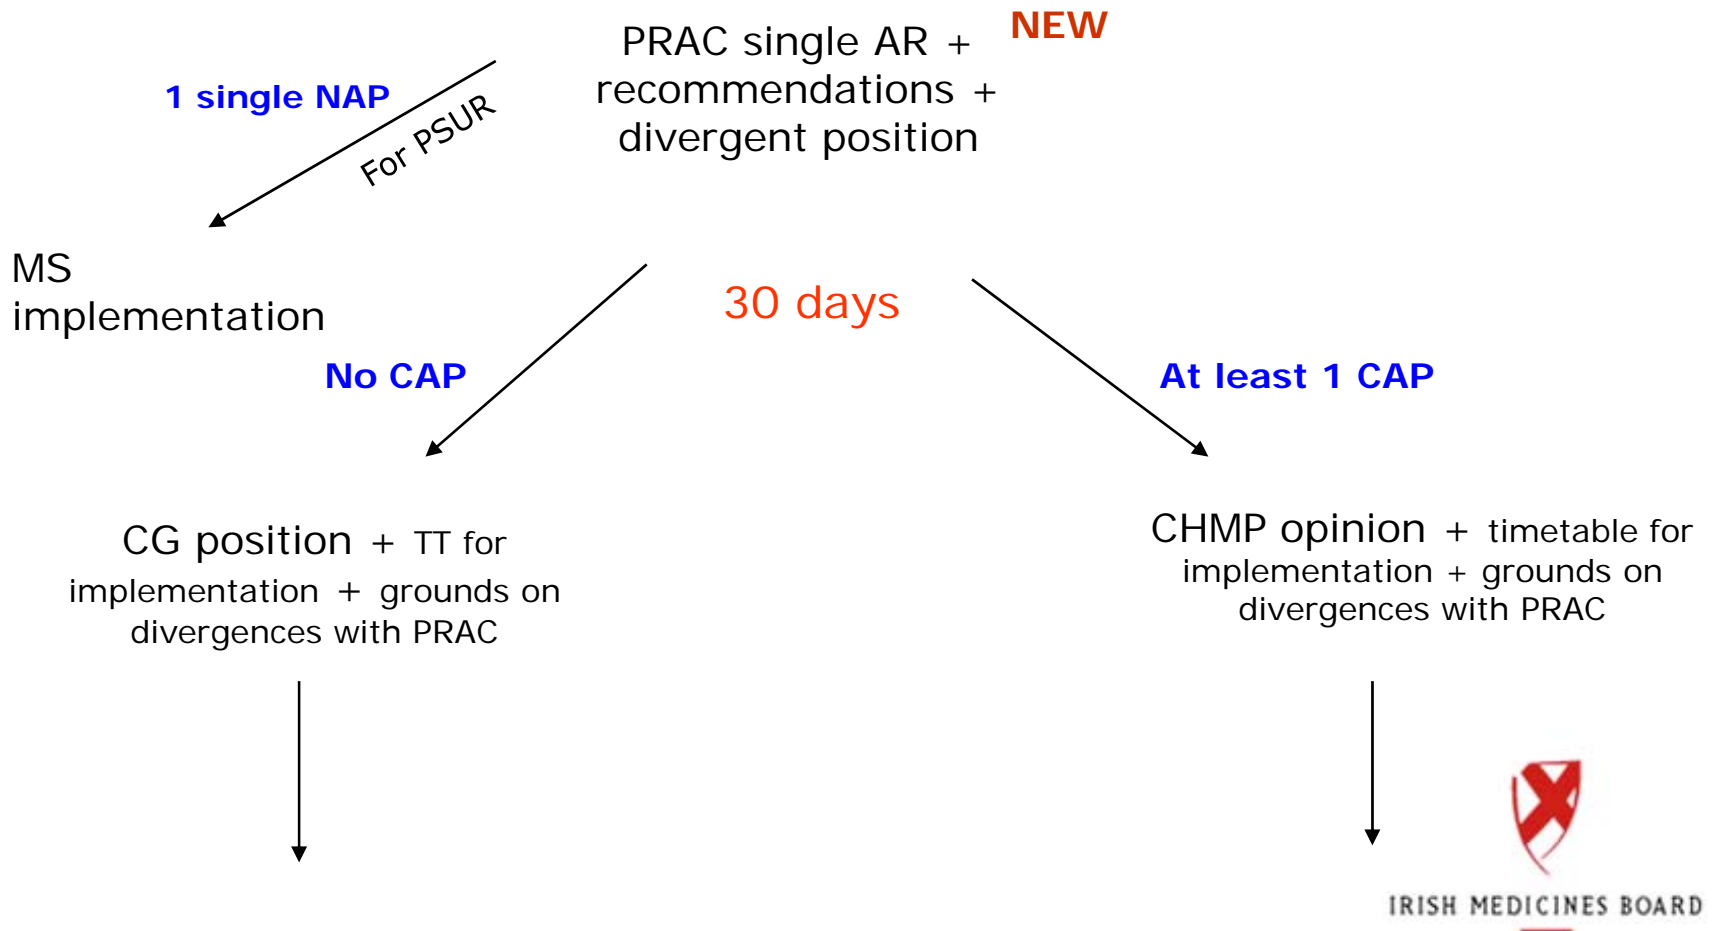 NEW
PRAC single AR +
recommendations +
divergent position
1 single NAP
For PSUR
MS
implementation
30 days
No CAP
At least 1 CAP
CG position + TT for
implementation + grounds on
divergences with PRAC
CHMP opinion + timetable for
implementation + grounds on
divergences with PRAC
IRISH MEDICINES BOARD